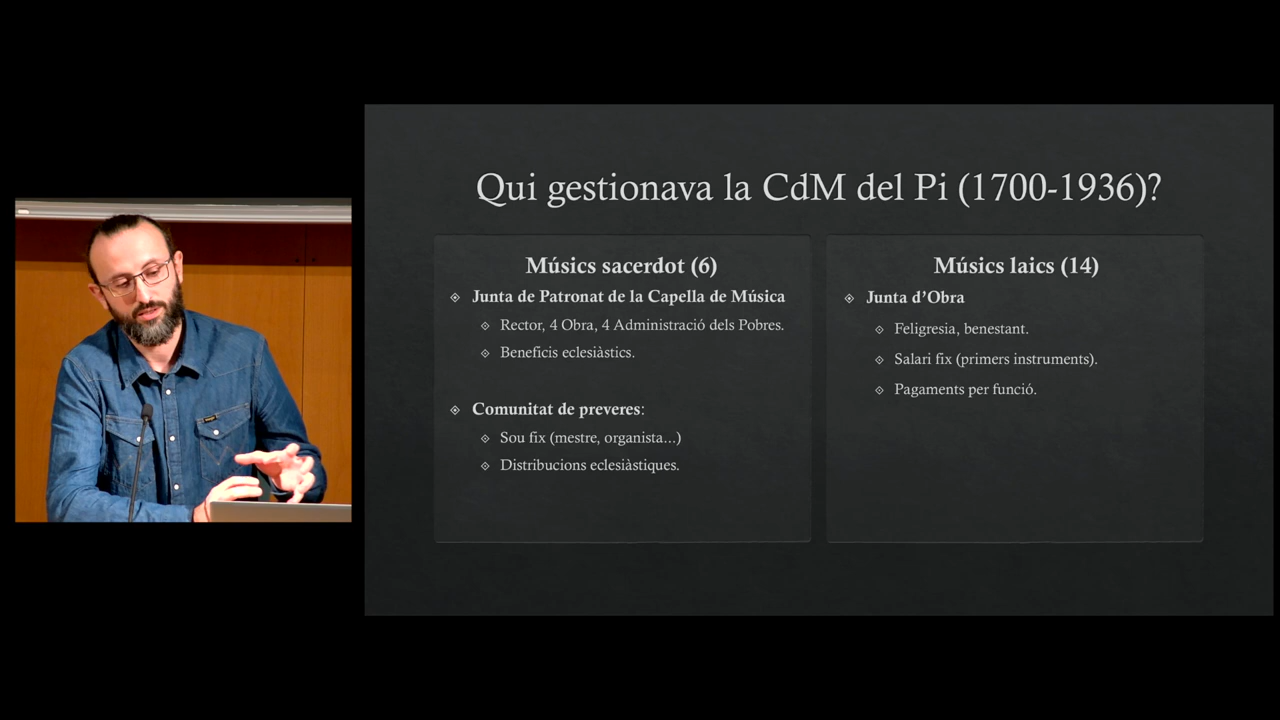 Qui gestionava la CdM del Pi (1700-1936)?
Músics sacerdot (6)
Junta de Patronat de la Capella de Música
Rector, 4 Obra, 4 Administració dels Pobres.
Beneficis eclesiàstics.
Comunitat de preveres:
Sou fix (mestre, organista...)
Distribucions eclesiàstiques.
Músics laics (14)
Junta d’Obra
Feligresia, benestant.
Salari fix (primers instruments).
Pagaments per funció.